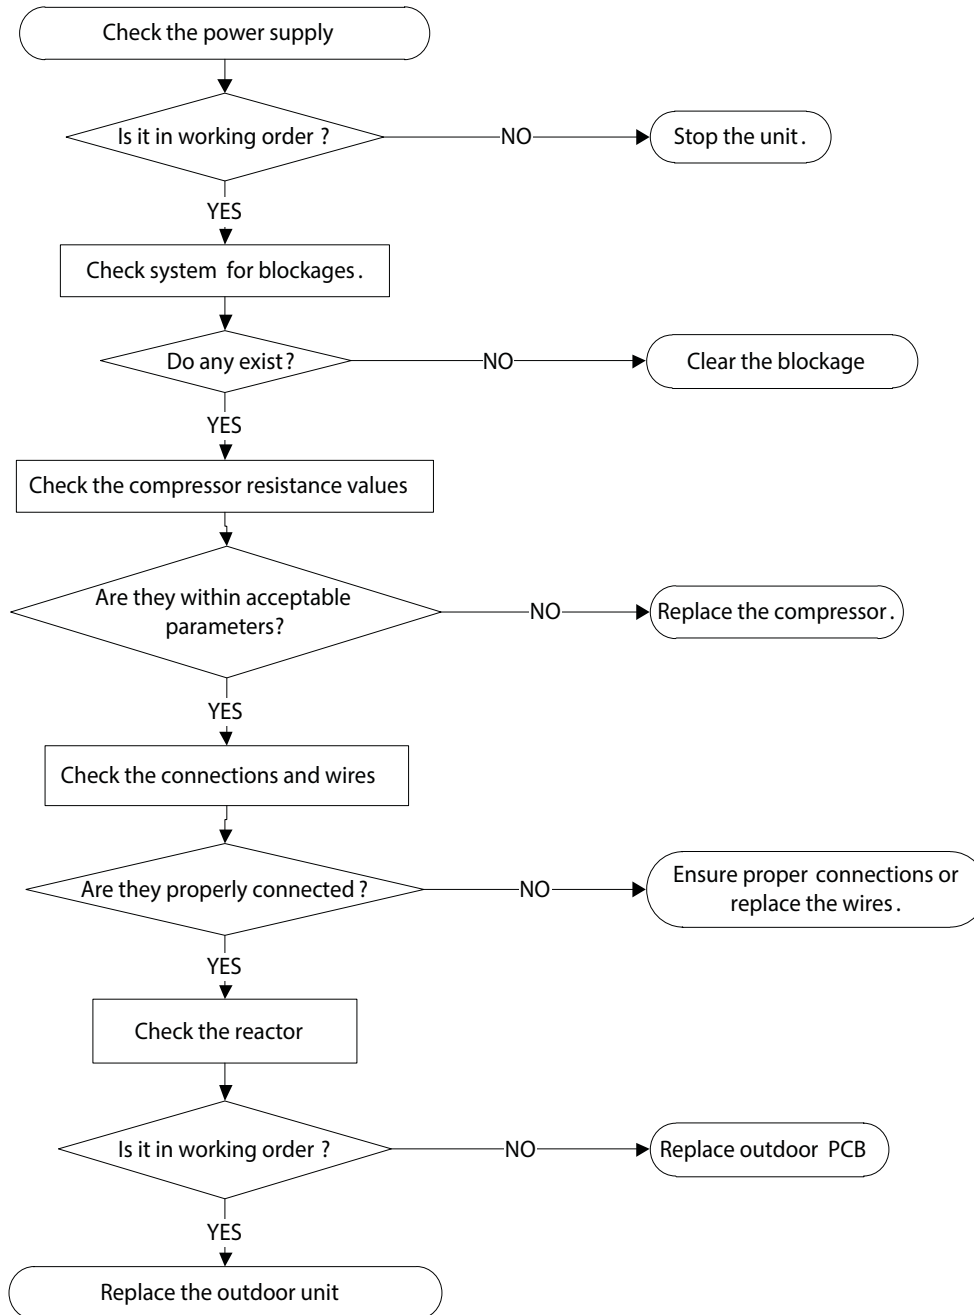 Check the power supply
Is it in working order ?
NO
Stop the unit .
YES
Check system for blockages .
Do any exist ?
NO
Clear the blockage
YES
Check the compressor resistance values
Are they within acceptable
parameters?
NO
Replace the compressor .
YES
Check the connections and wires
Are they properly connected ?
NO
Ensure proper connections or
replace the wires .
YES
Check the reactor
Is it in working order ?
NO
Replace outdoor PCB
YES
Replace the outdoor unit